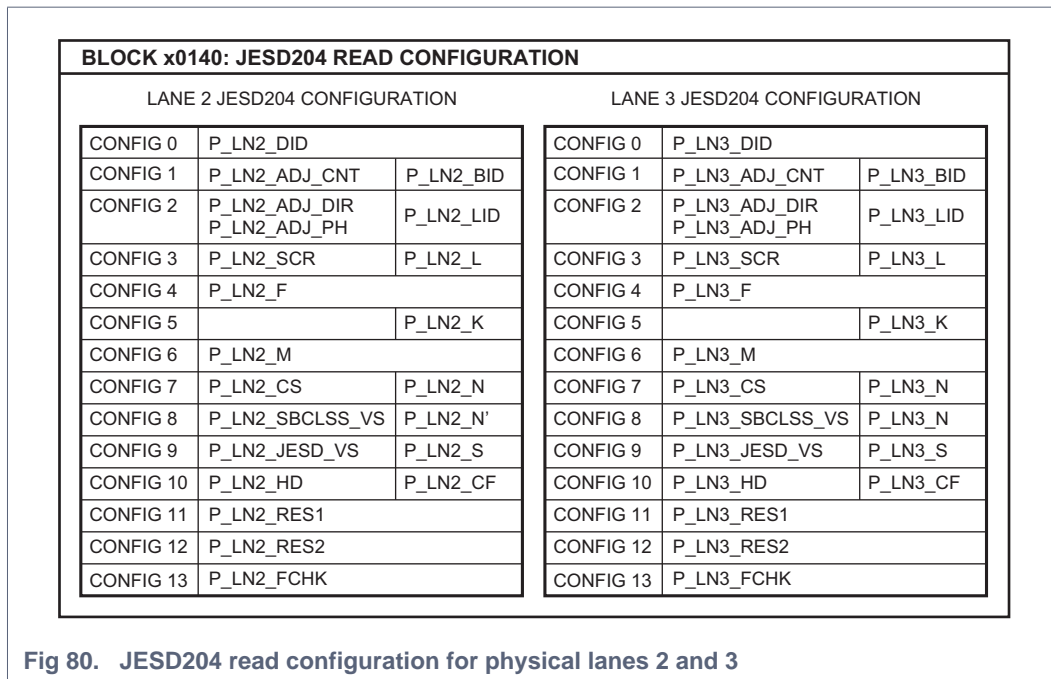 BLOCK x0140: JESD204 READ CONFIGURATION
LANE 2 JESD204 CONFIGURATION
CONFIG 0 P_LN2_DID
CONFIG 1 P_LN2_ADJ_CNT P_LN2_BID
CONFIG 2 P_LN2_ADJ_DIR
P_LN2_ADJ_PH P_LN2_LID
CONFIG 3 P_LN2_SCR P_LN2_L
CONFIG 4 P_LN2_F
CONFIG 5 P_LN2_K
CONFIG 6 P_LN2_M
CONFIG 7 P_LN2_CS P_LN2_N
CONFIG 8 P_LN2_SBCLSS_VS P_LN2_N'
CONFIG 9 P_LN2_JESD_VS P_LN2_S
CONFIG 10 P_LN2_HD P_LN2_CF
CONFIG 11 P_LN2_RES1
CONFIG 12 P_LN2_RES2
CONFIG 13 P_LN2_FCHK
LANE 3 JESD204 CONFIGURATION
CONFIG 0 P_LN3_DID
CONFIG 1 P_LN3_ADJ_CNT P_LN3_BID
CONFIG 2 P_LN3_ADJ_DIR
P_LN3_ADJ_PH P_LN3_LID
CONFIG 3 P_LN3_SCR P_LN3_L
CONFIG 4 P_LN3_F
CONFIG 5 P_LN3_K
CONFIG 6 P_LN3_M
CONFIG 7 P_LN3_CS P_LN3_N
CONFIG 8 P_LN3_SBCLSS_VS P_LN3_N
CONFIG 9 P_LN3_JESD_VS P_LN3_S
CONFIG 10 P_LN3_HD P_LN3_CF
CONFIG 11 P_LN3_RES1
CONFIG 12 P_LN3_RES2
CONFIG 13 P_LN3_FCHK
Fig 80. JESD204 read configuration for physical lanes 2 and 3